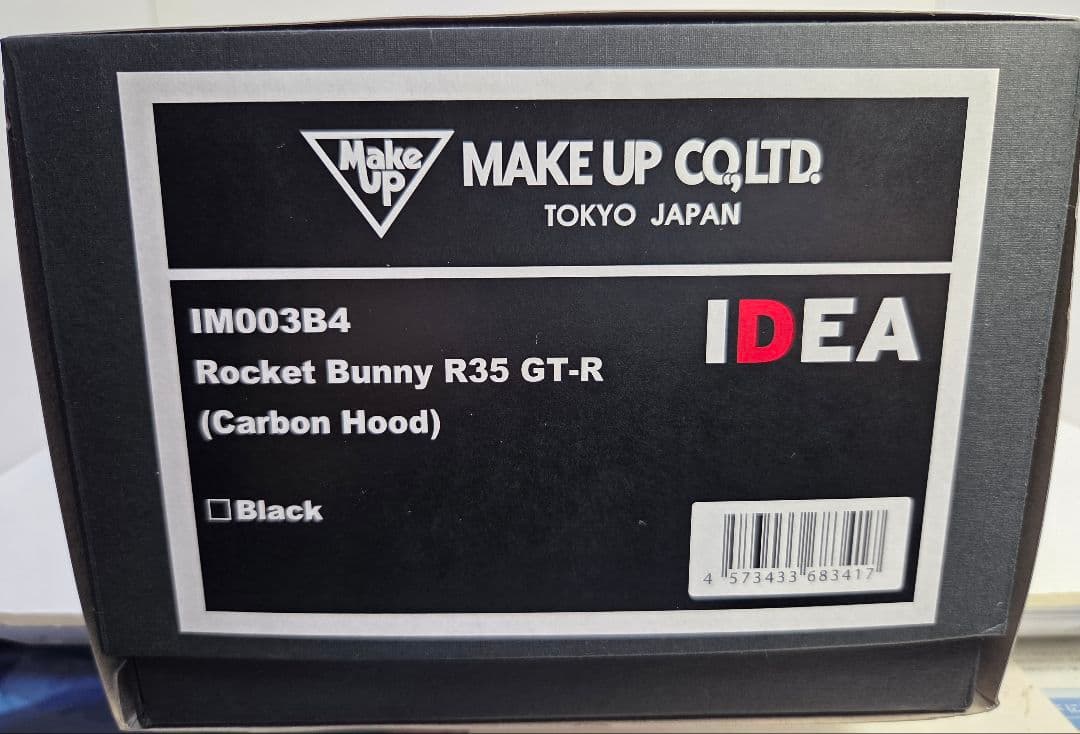 Make Up
MAKE UP CO.,LTD.
TOKYO JAPAN
IM003B4
IDEA
Rocket Bunny R35 GT-R
(Carbon Hood)
□Black
4 573433 683417